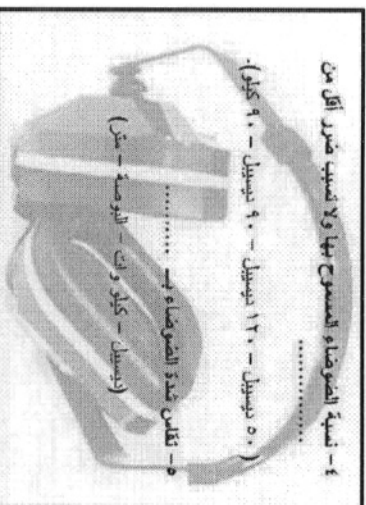 ٤- نسبة الضوضاء المسموح بها ولا تسبب ضرر أقل من
..............
( ٥٠ ديسيبل - ١٢٠ ديسيبل - ٩٠ ديسيبل - ٩٠ كيلو).
٥- تقاس شدة الضوضاء بـ ..........
(ديسيبل - كيلو وات - البوصة - متر)